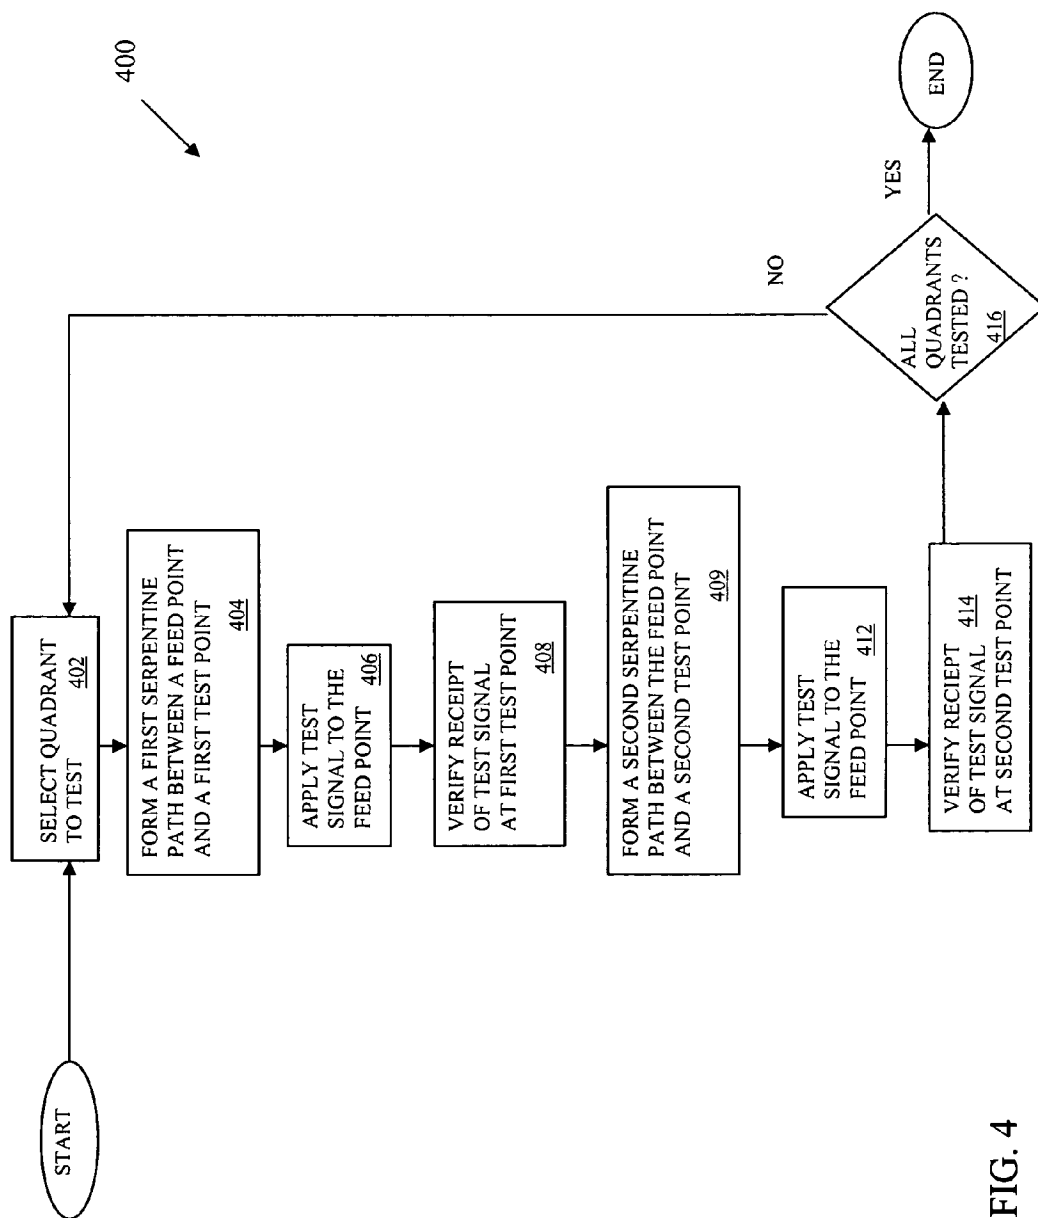 400
START
SELECT QUADRANT
TO TEST 402
FORM A FIRST SERPENTINE
PATH BETWEEN A FEED POINT
AND A FIRST TEST POINT
404
APPLY TEST
SIGNAL TO THE
FEED POINT 406
VERIFY RECEIPT
OF TEST SIGNAL
AT FIRST TEST POINT
408
FORM A SECOND SERPENTINE
PATH BETWEEN THE FEED POINT
AND A SECOND TEST POINT
409
APPLY TEST
SIGNAL TO THE
FEED POINT 412
VERIFY RECIEPT
OF TEST SIGNAL 414
AT SECOND TEST POINT
ALL
QUADRANTS
TESTED ?
416
NO
YES
END
FIG. 4